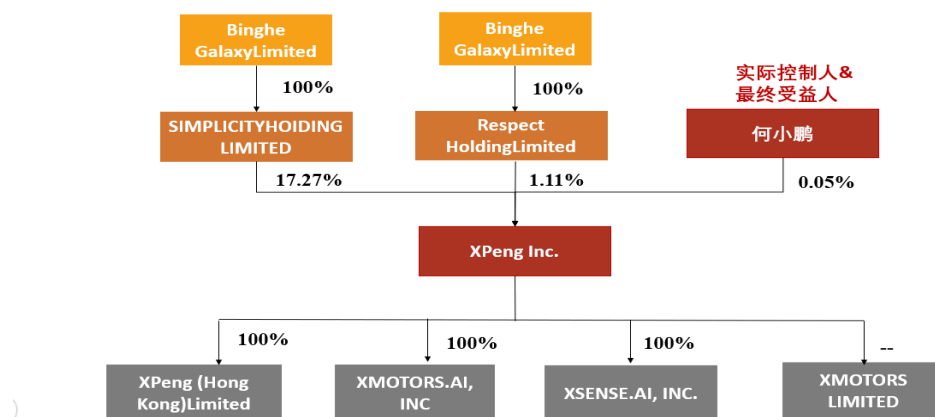 Binghe
GalaxyLimited
Binghe
GalaxyLimited
实际控制人&
最终受益人
100%
100%
SIMPLICITYHOIDING
LIMITED
Respect
HoldingLimited
何小鹏
17.27%
1.11%
0.05%
XPeng Inc.
100%
100%
100%
--
XPeng (Hong
Kong)Limited
XMOTORS.AI,
INC
XSENSE.AI, INC.
XMOTORS
LIMITED
)